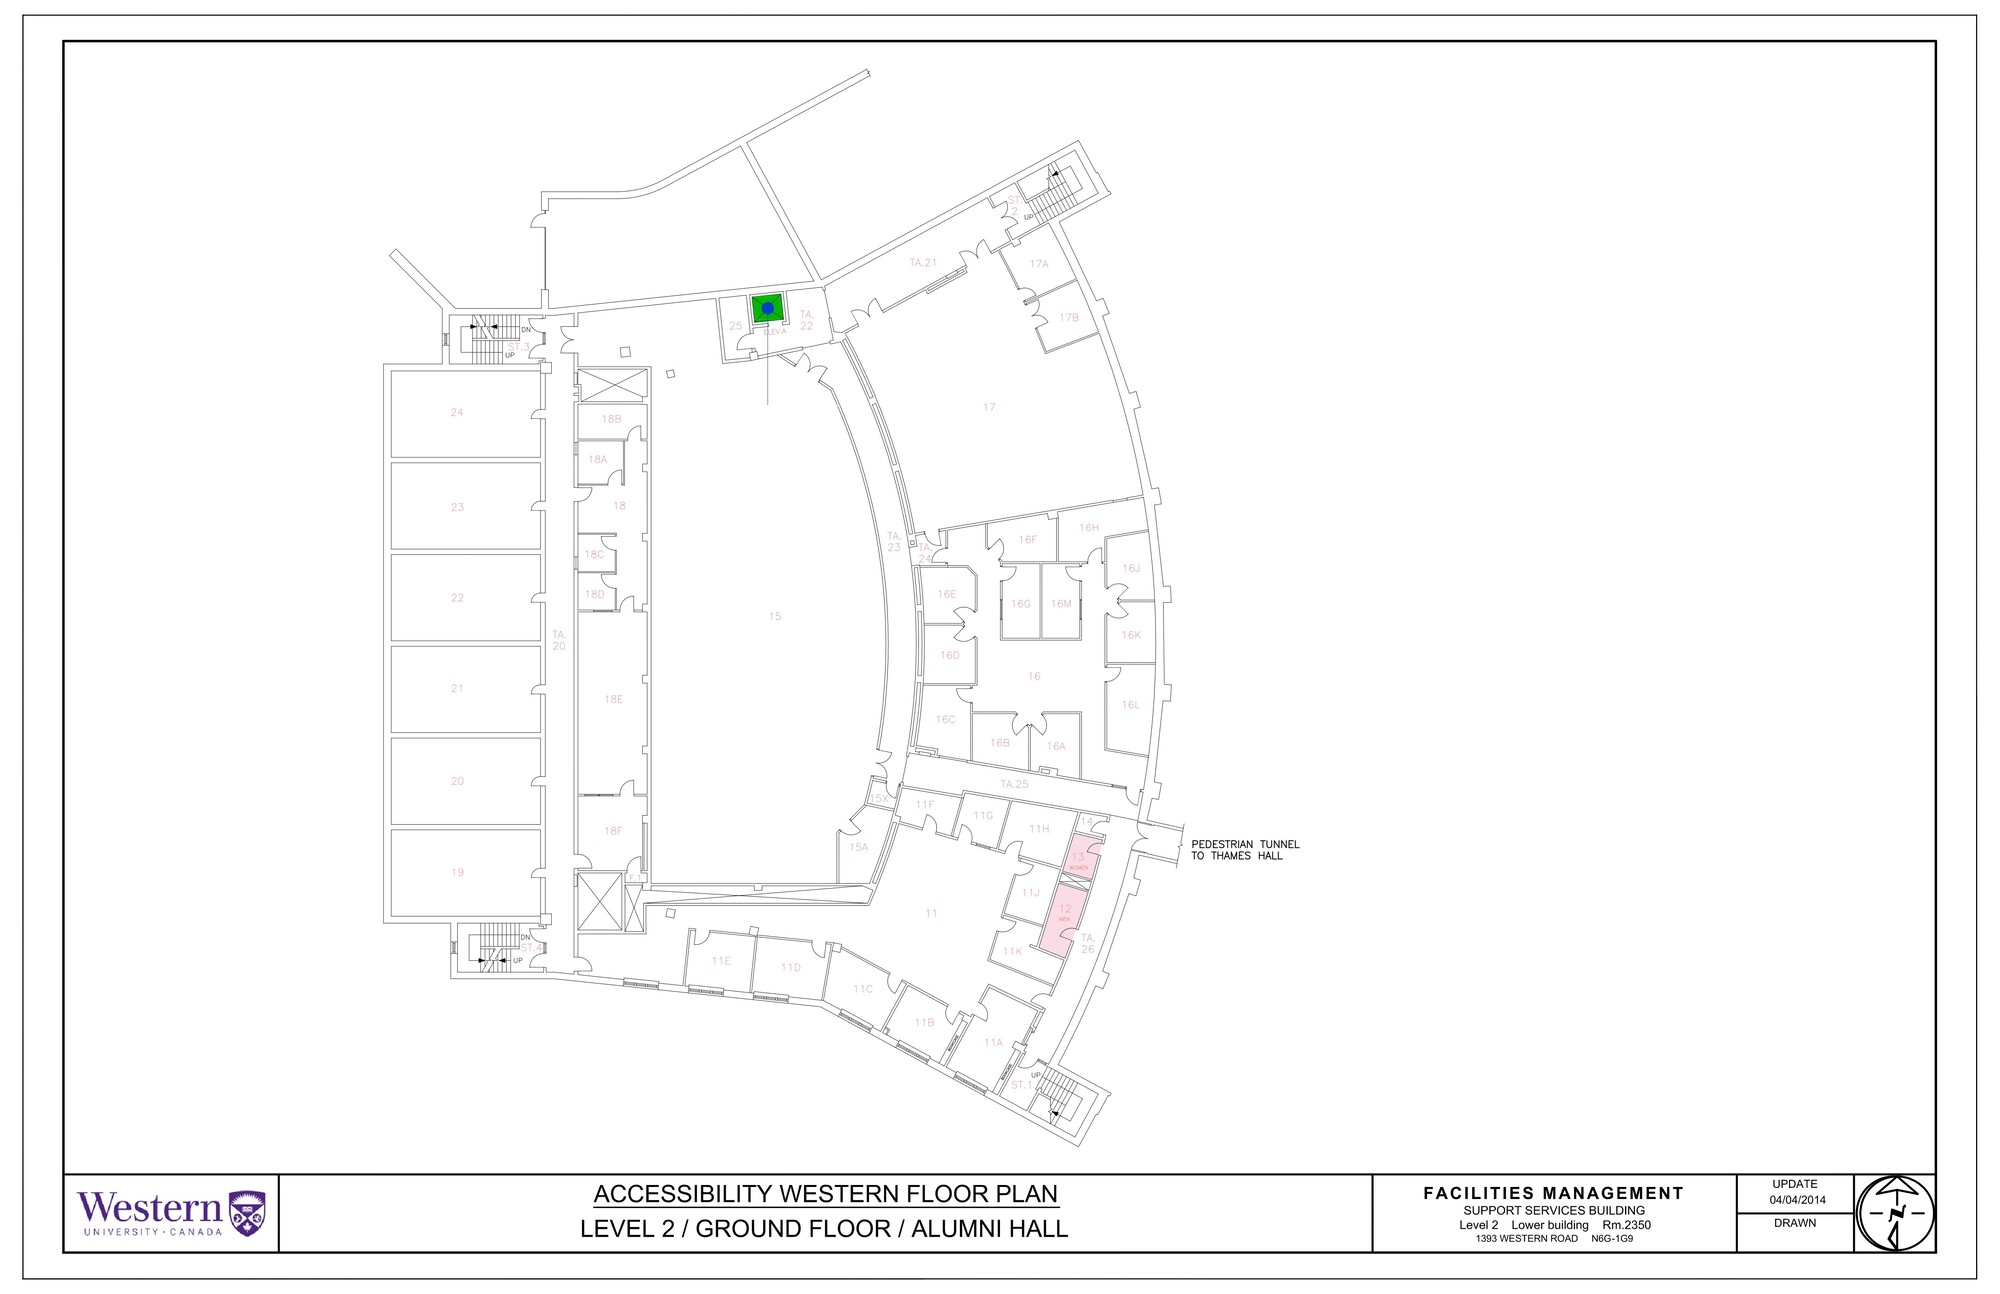 ST.
2
UP
TA.21
17A
17B
25
ELEV.A
TA.
22
DN
ST.3
UP
24
18B
17
18A
23
18
TA.
23
TA.
24
16F
16H
18C
16J
22
18D
16E
16G
16M
15
TA.
20
16K
16D
21
18E
16
16L
16C
16B
16A
20
TA.25
15X
11F
11G
11H
14
18F
15A
13
WOMEN
PEDESTRIAN TUNNEL
TO THAMES HALL
19
F.1
11J
11
12
MEN
DN
ST.4
UP
TA.
26
11K
11E
11D
11C
11B
11A
UP
ST.1
Western
UNIVERSITY · CANADA
ACCESSIBILITY WESTERN FLOOR PLAN
LEVEL 2 / GROUND FLOOR / ALUMNI HALL
FACILITIES MANAGEMENT
SUPPORT SERVICES BUILDING
Level 2 Lower building Rm.2350
1393 WESTERN ROAD N6G-1G9
UPDATE
04/04/2014
DRAWN
N